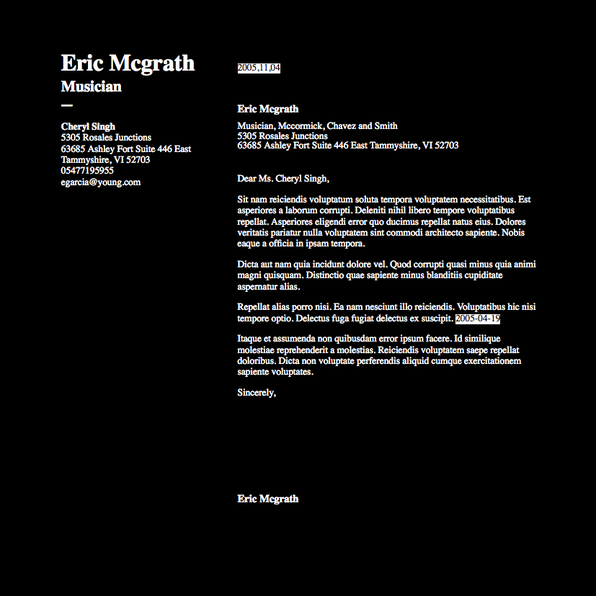 Eric Mcgrath
Musician
Cheryl Singh
5305 Rosales Junctions
63685 Ashley Fort Suite 446 East
Tammyshire, VI 52703
05477195955
egarcia@young.com
2005,11,04
Eric Mcgrath
Musician, Mccormick, Chavez and Smith
5305 Rosales Junctions
63685 Ashley Fort Suite 446 East Tammyshire, VI 52703
Dear Ms. Cheryl Singh,
Sit nam reiciendis voluptatum soluta tempora voluptatem necessitatibus. Est
asperiores a laborum corrupti. Deleniti nihil libero tempore voluptatibus
repellat. Asperiores eligendi error quo ducimus repellat natus eius. Dolores
veritatis pariatur nulla voluptatem sint commodi architecto sapiente. Nobis
eaque a officia in ipsam tempora.
Dicta aut nam quia incidunt dolore vel. Quod corrupti quasi minus quia animi
magni quisquam. Distinctio quae sapiente minus blanditiis cupiditate
aspernatur alias.
Repellat alias porro nisi. Ea nam nesciunt illo reiciendis. Voluptatibus hic nisi
tempore optio. Delectus fuga fugiat delectus ex suscipit. 2005-04-19
Itaque et assumenda non quibusdam error ipsum facere. Id similique
molestiae reprehenderit a molestias. Reiciendis voluptatem saepe repellat
doloribus. Dicta non voluptate perferendis aliquid cumque exercitationem
sapiente voluptates.
Sincerely,
Eric Mcgrath